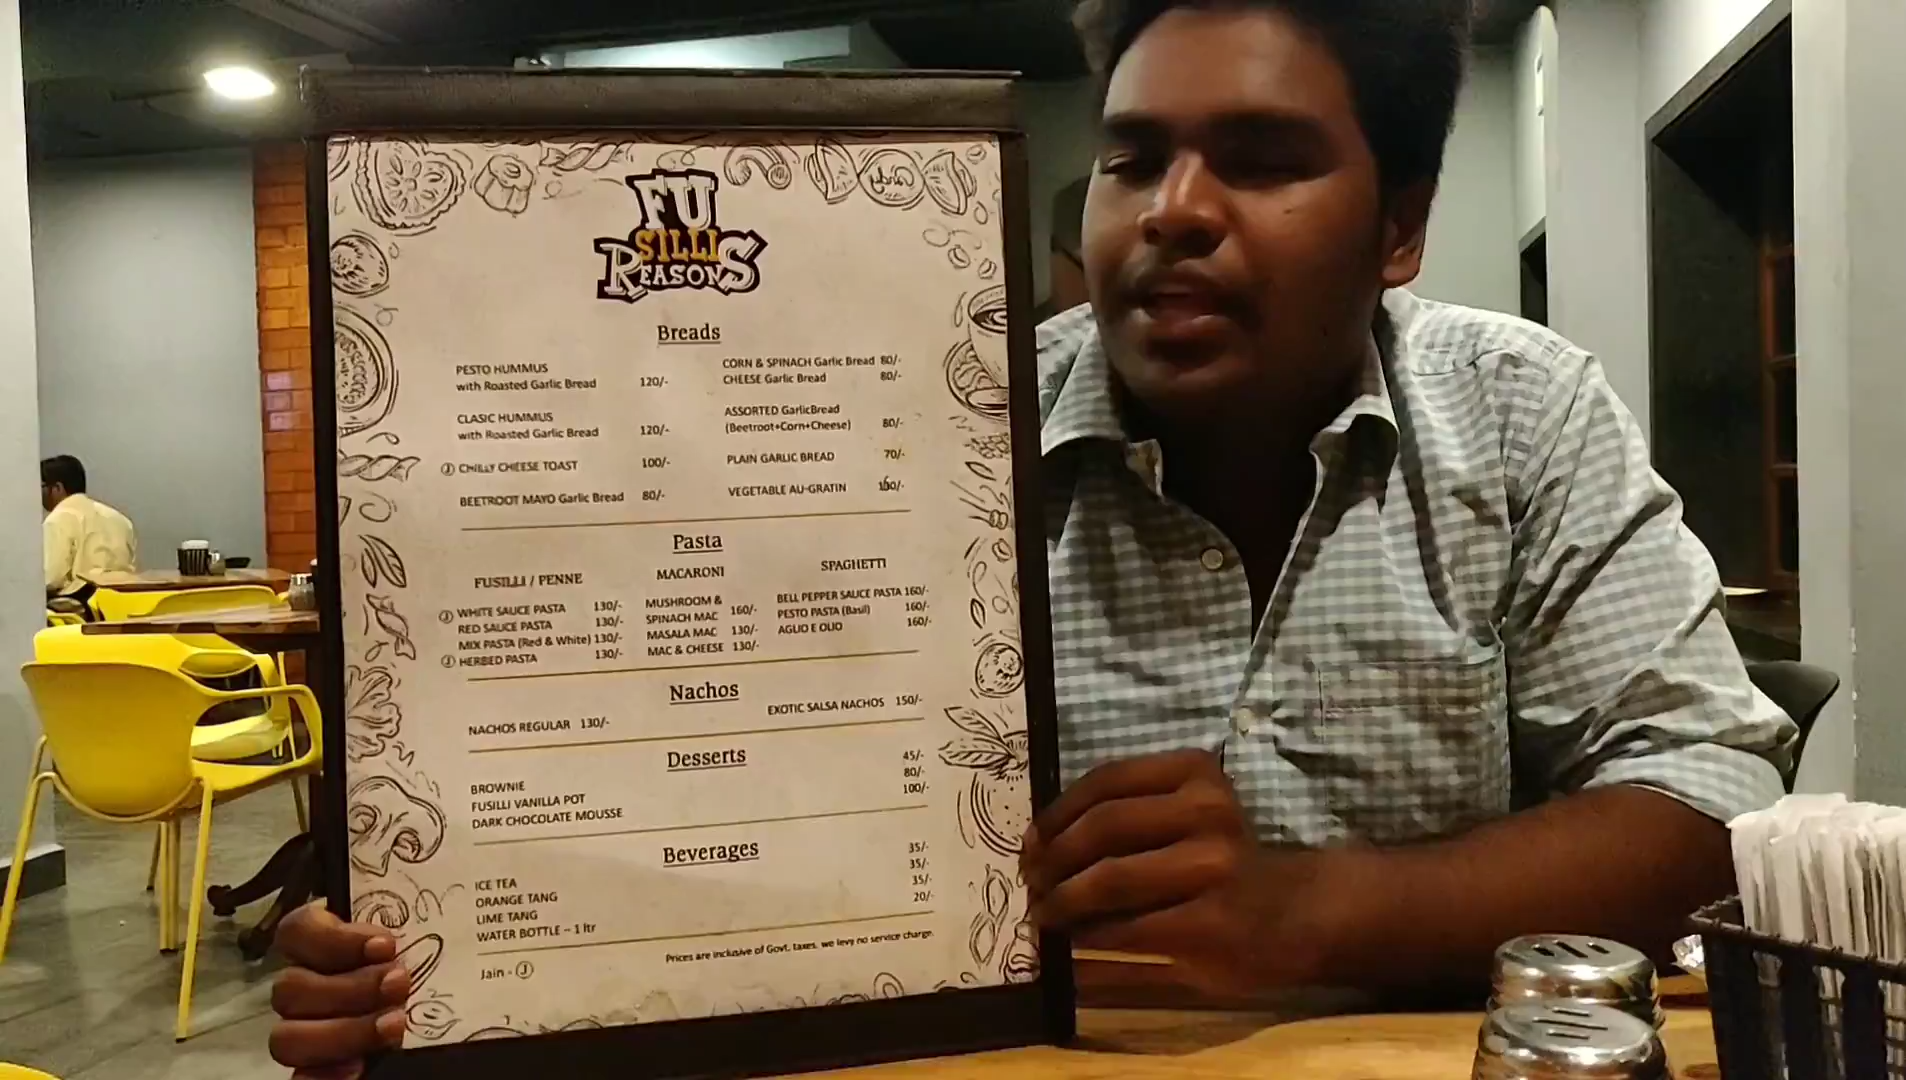 FU
SILLI
REASONS
Breads
PESTO HUMMUS
with Roasted Garlic Bread 120/-
CLASIC HUMMUS
with Roasted Garlic Bread 120/-
J CHILLY CHEESE TOAST 100/-
BEETROOT MAYO Garlic Bread 80/-
CORN & SPINACH Garlic Bread 80/-
CHEESE Garlic Bread 80/-
ASSORTED GarlicBread
(Beetroot+Corn+Cheese) 80/-
PLAIN GARLIC BREAD 70/-
VEGETABLE AU-GRATIN 160/-
Pasta
FUSILLI / PENNE
J WHITE SAUCE PASTA 130/-
RED SAUCE PASTA 130/-
MIX PASTA (Red & White) 130/-
J HERBED PASTA 130/-
MACARONI
MUSHROOM &
SPINACH MAC 160/-
MASALA MAC 130/-
MAC & CHEESE 130/-
SPAGHETTI
BELL PEPPER SAUCE PASTA 160/-
PESTO PASTA (Basil) 160/-
AGLIO E OLIO 160/-
Nachos
NACHOS REGULAR 130/-
EXOTIC SALSA NACHOS 150/-
Desserts
BROWNIE 45/-
FUSILLI VANILLA POT 80/-
DARK CHOCOLATE MOUSSE 100/-
Beverages
ICE TEA 35/-
ORANGE TANG 35/-
LIME TANG 35/-
WATER BOTTLE – 1 ltr 20/-
Prices are inclusive of Govt. taxes. we levy no service charge.
Jain - J